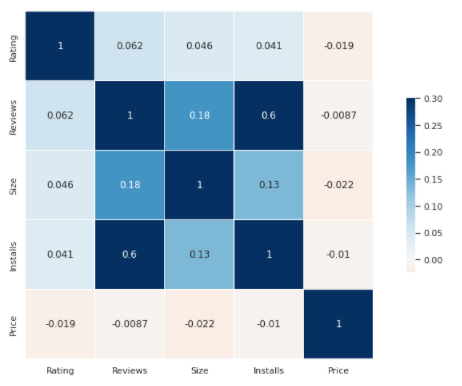 Rating 1 0.062 0.046 0.041 -0.019
Reviews 0.062 1 0.18 0.6 -0.0087
Size 0.046 0.18 1 0.13 -0.022
Installs 0.041 0.6 0.13 1 -0.01
Price -0.019 -0.0087 -0.022 -0.01 1
Rating Reviews Size Installs Price
0.30
0.25
0.20
0.15
0.10
0.05
0.00